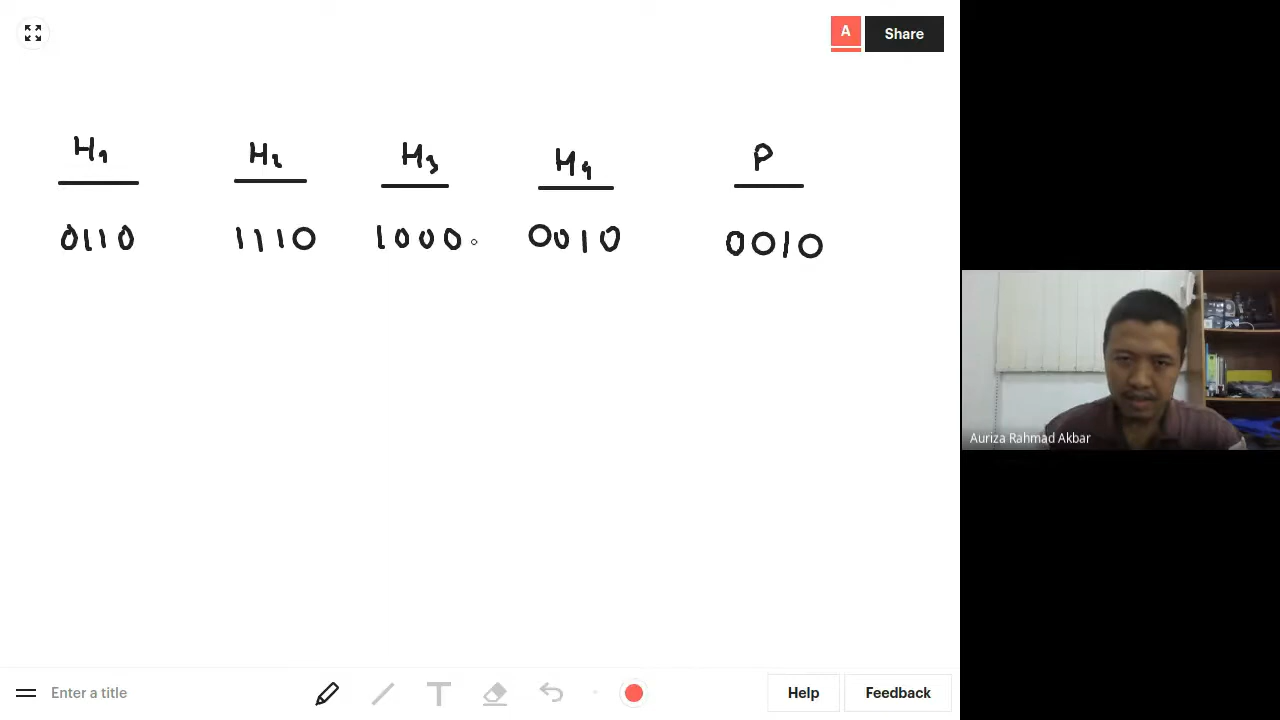 A Share
H1 H2 H3 H4 P
0110 1110 1000 0010 0010
Auriza Rahmad Akbar
Enter a title T Help Feedback